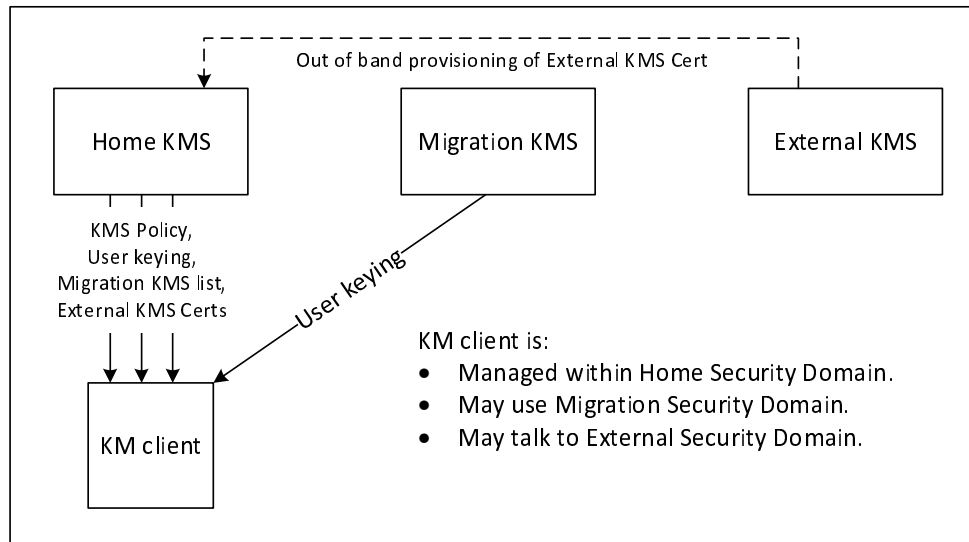 Out of band provisioning of External KMS Cert
Home KMS
Migration KMS
External KMS
KMS Policy,
User keying,
Migration KMS list,
External KMS Certs
User keying
KM client is:
• Managed within Home Security Domain.
• May use Migration Security Domain.
• May talk to External Security Domain.
KM client